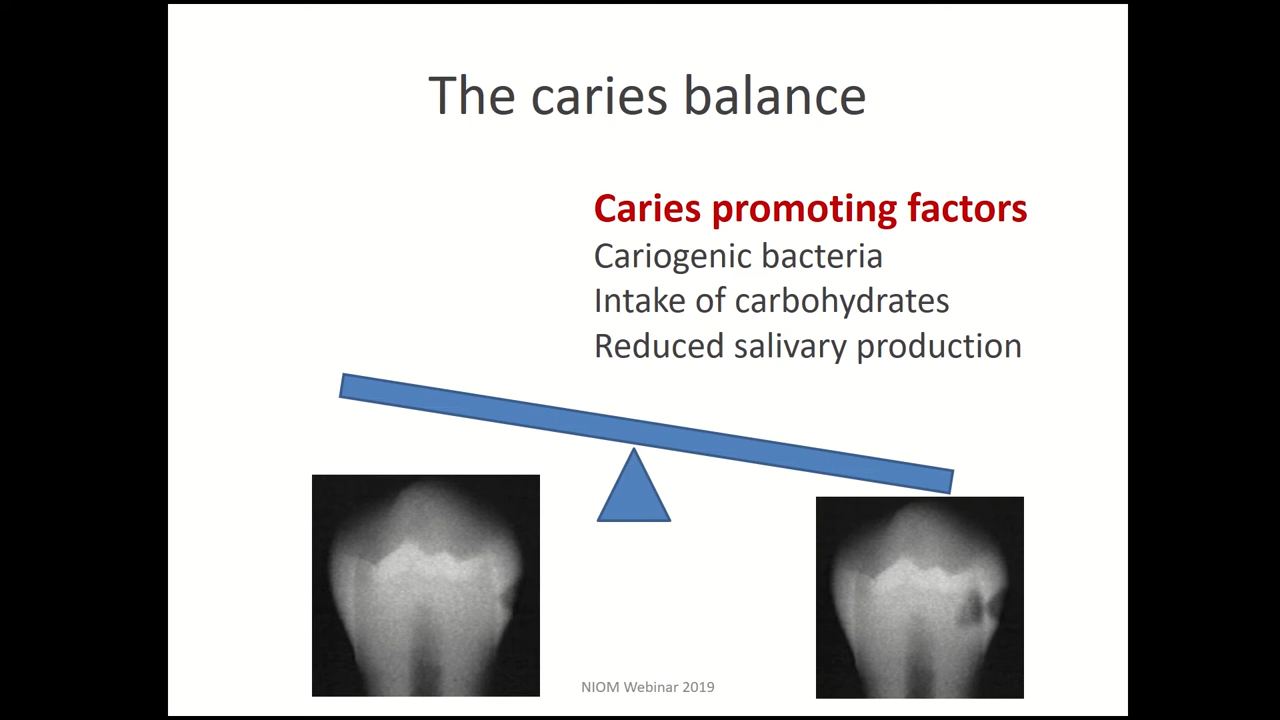 The caries balance
Caries promoting factors
Cariogenic bacteria
Intake of carbohydrates
Reduced salivary production
NIOM Webinar 2019